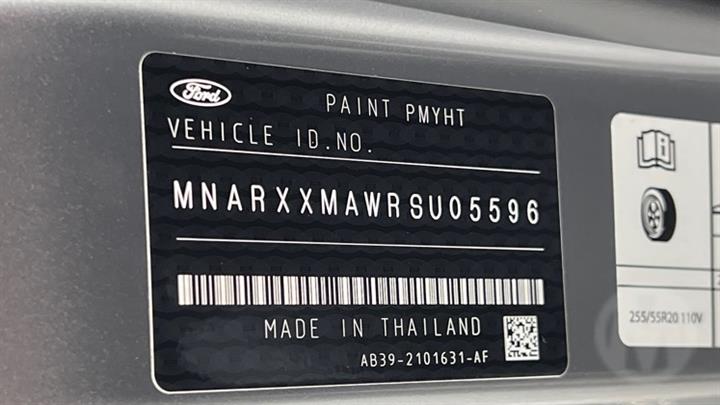 Ford
PAINT PMYHT
VEHICLE ID.NO.
MNARXXMAWRSU05596
MADE IN THAILAND
AB39-2101631-AF
255/55R20 110V